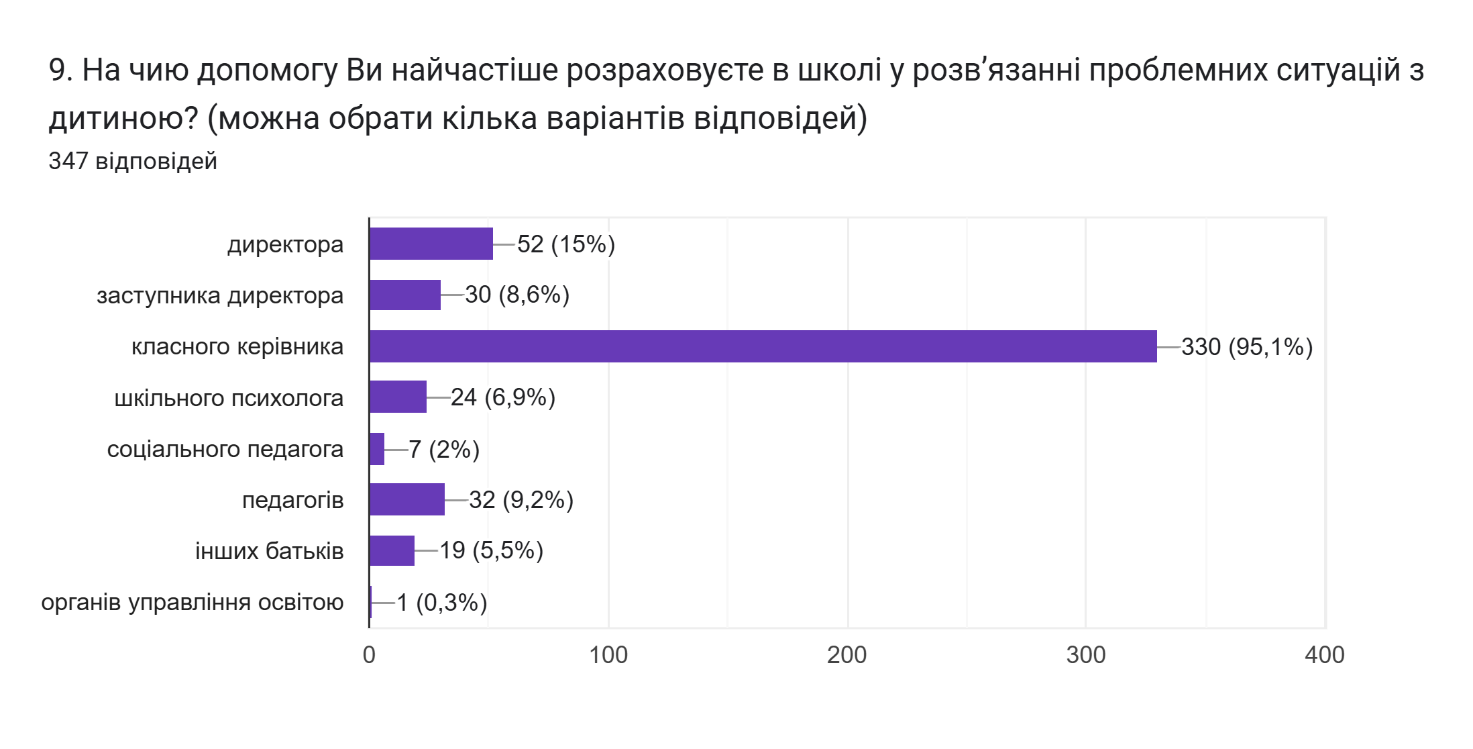 9. На чию допомогу Ви найчастіше розраховуєте в школі у розв’язанні проблемних ситуацій з
дитиною? (можна обрати кілька варіантів відповідей)
347 відповідей
директора 52 (15%)
заступника директора 30 (8,6%)
класного керівника 330 (95,1%)
шкільного психолога 24 (6,9%)
соціального педагога 7 (2%)
педагогів 32 (9,2%)
інших батьків 19 (5,5%)
органів управління освітою 1 (0,3%)
0 100 200 300 400